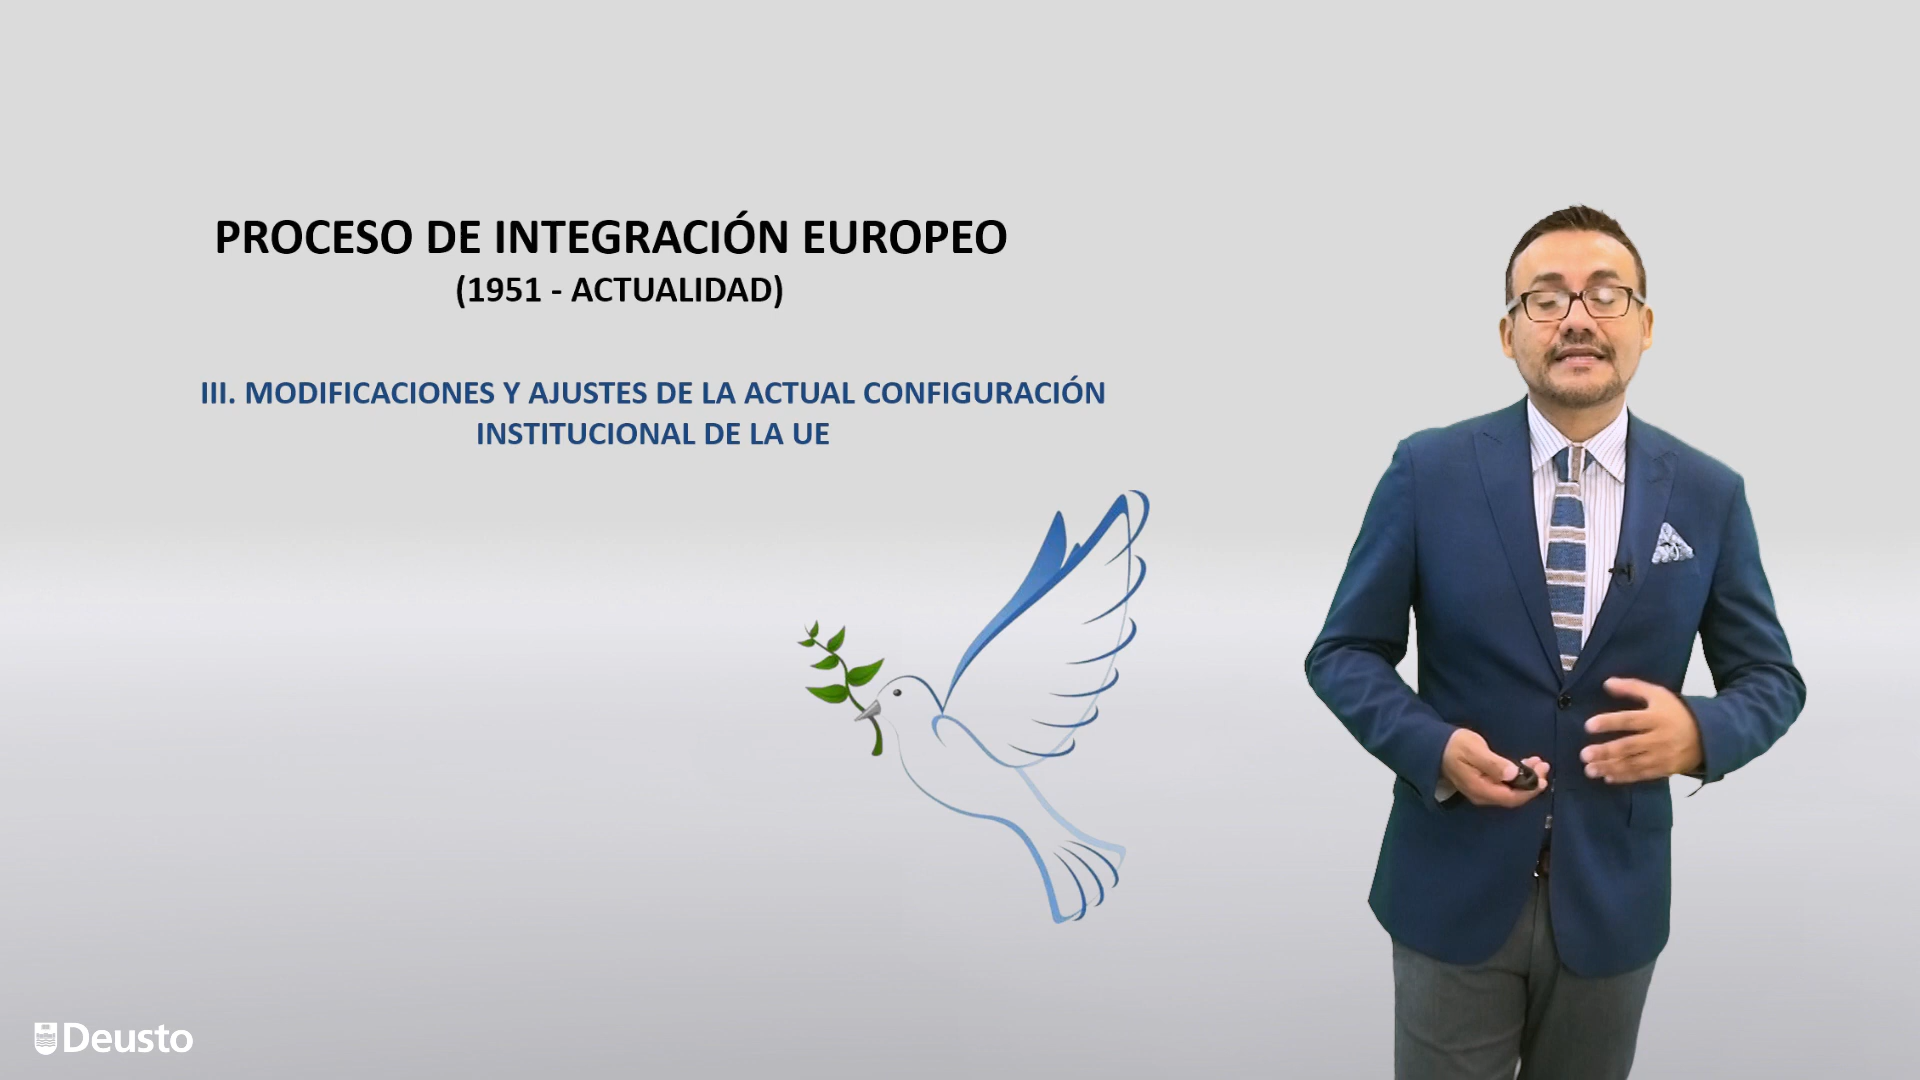 PROCESO DE INTEGRACIÓN EUROPEO
(1951 - ACTUALIDAD)
III. MODIFICACIONES Y AJUSTES DE LA ACTUAL CONFIGURACIÓN
INSTITUCIONAL DE LA UE
Deusto